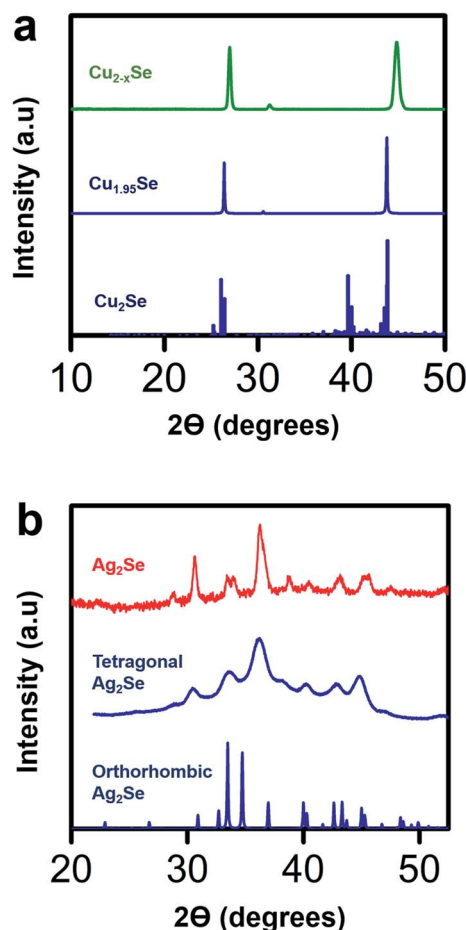 a
Intensity (a.u)
Cu₂₋ₓSe
Cu₁.₉₅Se
Cu₂Se
10 20 30 40 50
2ϴ (degrees)
b
Intensity (a.u)
Ag₂Se
Tetragonal
Ag₂Se
Orthorhombic
Ag₂Se
20 30 40 50
2ϴ (degrees)